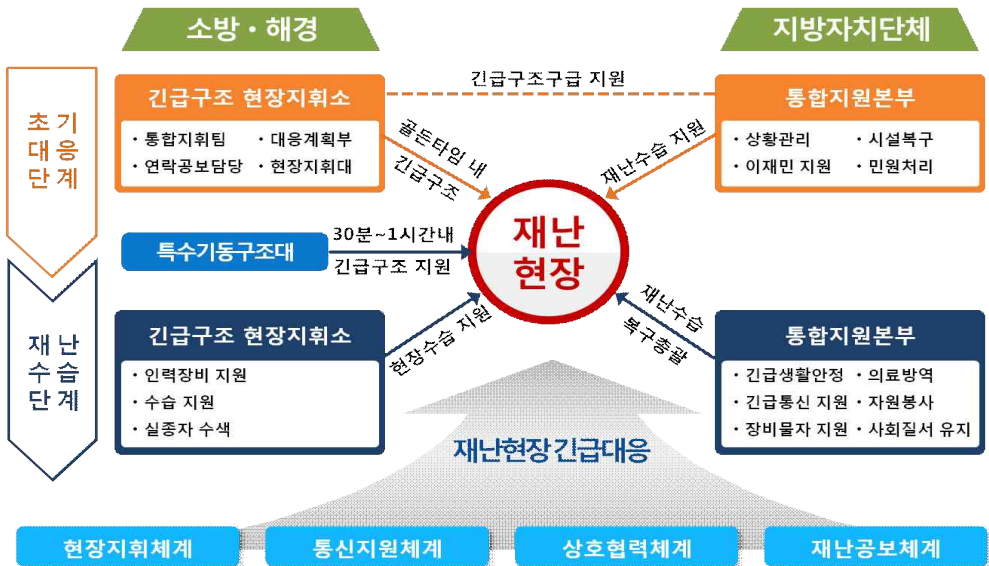 소방・해경
지방자치단체
초 기
대 응
단 계
긴급구조 현장지휘소
· 통합지휘팀 · 대응계획부
· 연락공보담당 · 현장지휘대
긴급구조구급 지원
통합지원본부
· 상황관리 · 시설복구
· 이재민 지원 · 민원처리
골든타임 내
긴급구조
재난수습 지원
특수기동구조대
30분~1시간내
긴급구조 지원
재난
현장
재 난
수 습
단 계
긴급구조 현장지휘소
· 인력장비 지원
· 수습 지원
· 실종자 수색
현장수습 지원
재난수습
복구총괄
통합지원본부
· 긴급생활안정 · 의료방역
· 긴급통신 지원 · 자원봉사
· 장비물자 지원 · 사회질서 유지
재난현장 긴급대응
현장지휘체계
통신지원체계
상호협력체계
재난공보체계